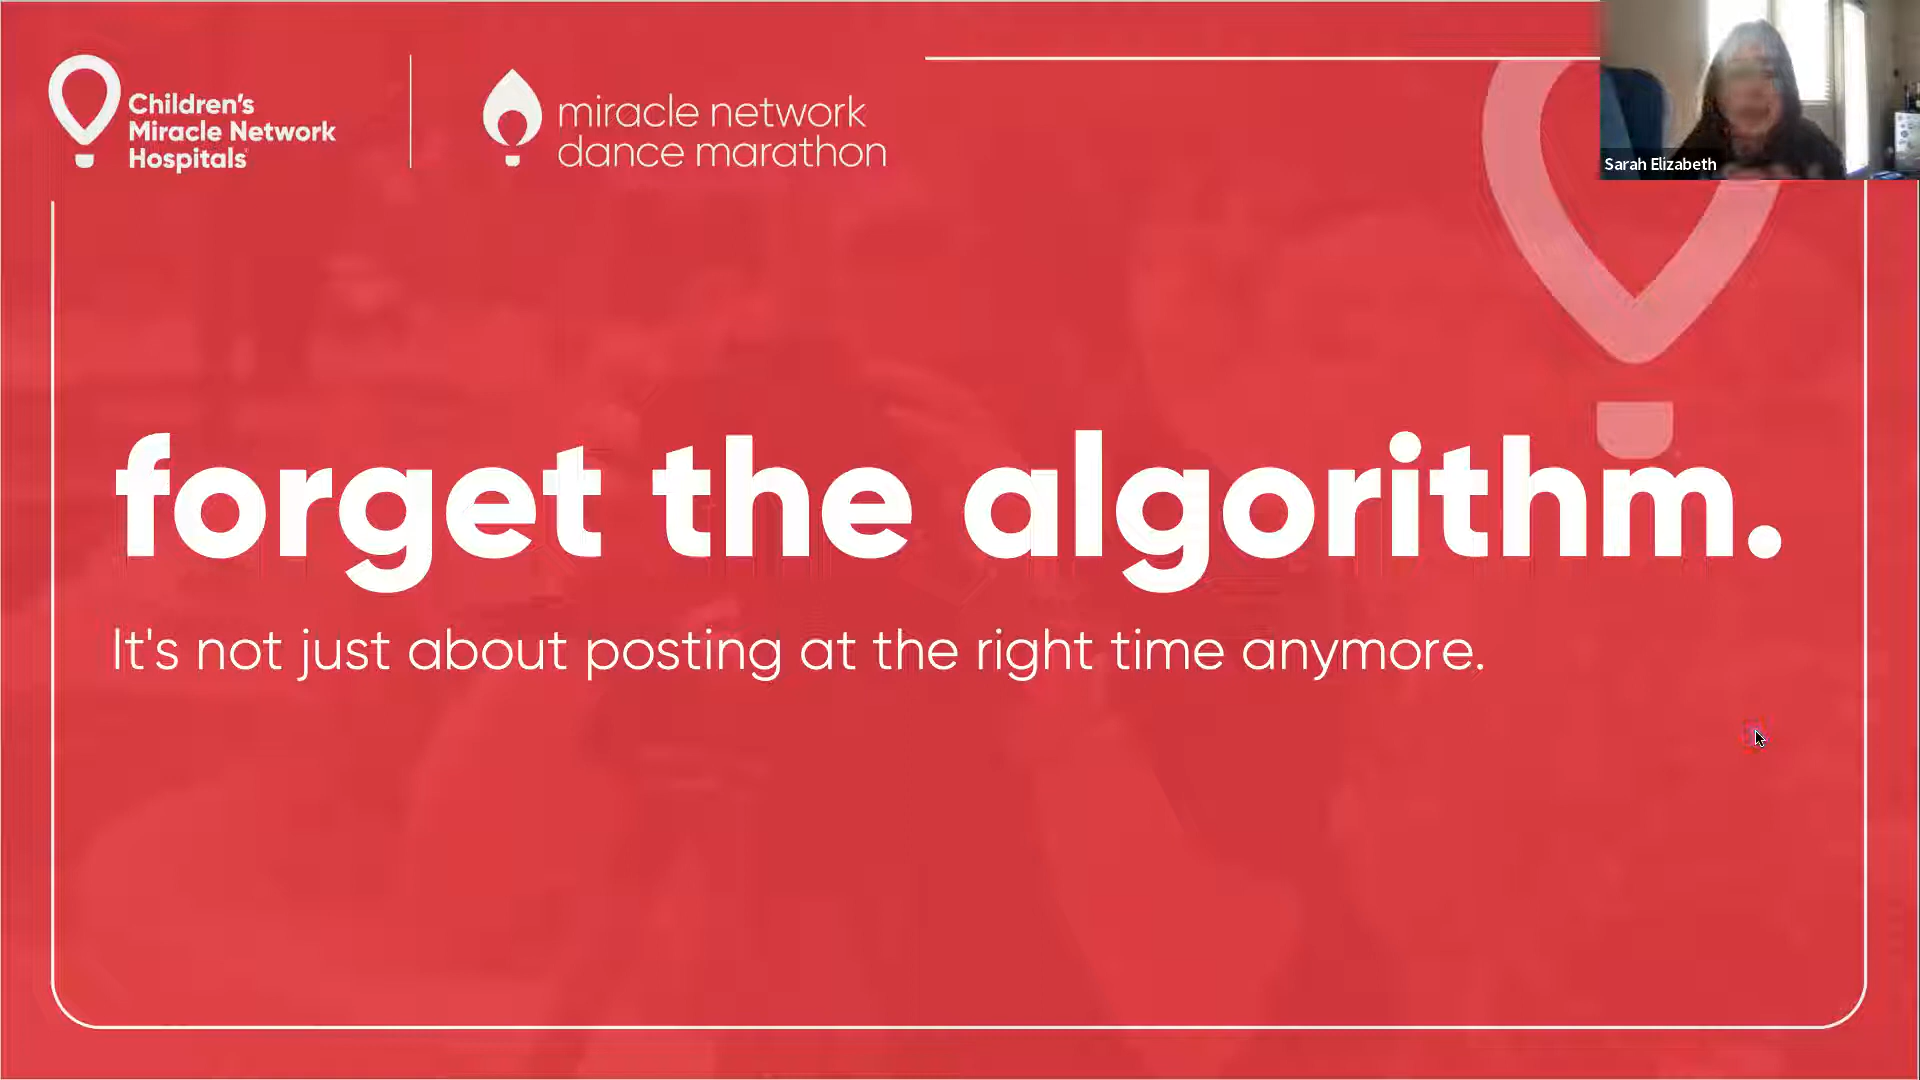 Children's
Miracle Network
Hospitals
miracle network
dance marathon
Sarah Elizabeth
forget the algorithm.
It's not just about posting at the right time anymore.